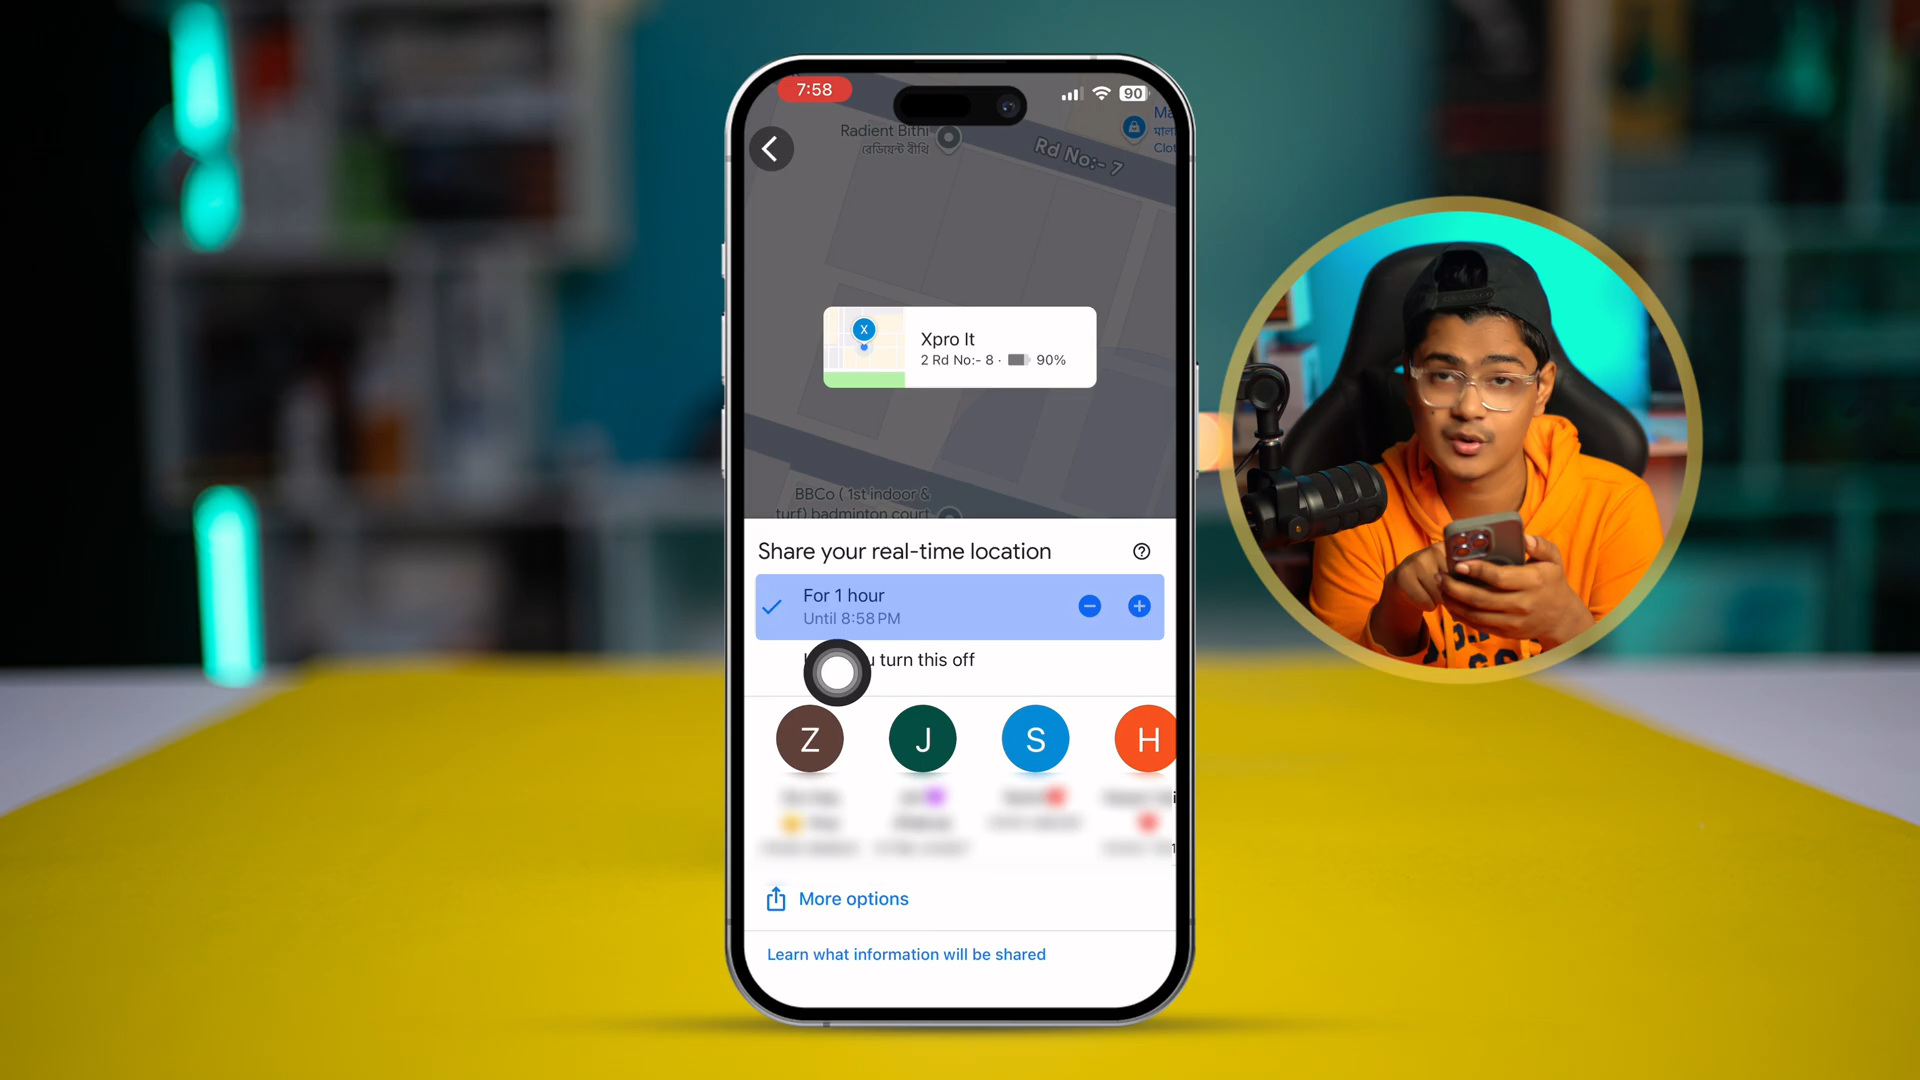 7:58
90
Radient Bithi
রেডিয়েন্ট বীথি
Rd No:- 7
Clot
X
Xpro It
2 Rd No:- 8 · 90%
BBCo ( 1st indoor &
turf) badminton court
Share your real-time location
For 1 hour
Until 8:58 PM
turn this off
Z
J
S
H
More options
Learn what information will be shared